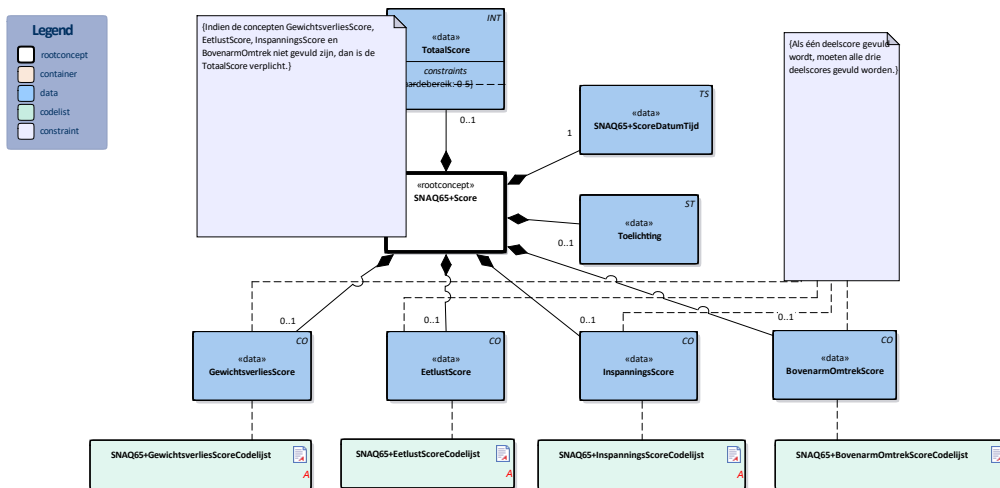 Legend
rootconcept
container
data
codelist
constraint
{Indien de concepten GewichtsverliesScore,
EetlustScore, InspanningsScore en
BovenarmOmtrek niet gevuld zijn, dan is de
TotaalScore verplicht.}
INT
«data»
TotaalScore
constraints
aardebereik: 0-5}
0..1
{Als één deelscore gevuld
wordt, moeten alle drie
deelscores gevuld worden.}
TS
«data»
SNAQ65+ScoreDatumTijd
1
«rootconcept»
SNAQ65+Score
ST
«data»
Toelichting
0..1
0..1
0..1
0..1
0..1
CO
«data»
GewichtsverliesScore
CO
«data»
EetlustScore
CO
«data»
InspanningsScore
CO
«data»
BovenarmOmtrekScore
SNAQ65+GewichtsverliesScoreCodelijst
A
SNAQ65+EetlustScoreCodelijst
A
SNAQ65+InspanningsScoreCodelijst
A
SNAQ65+BovenarmOmtrekScoreCodelijst
A